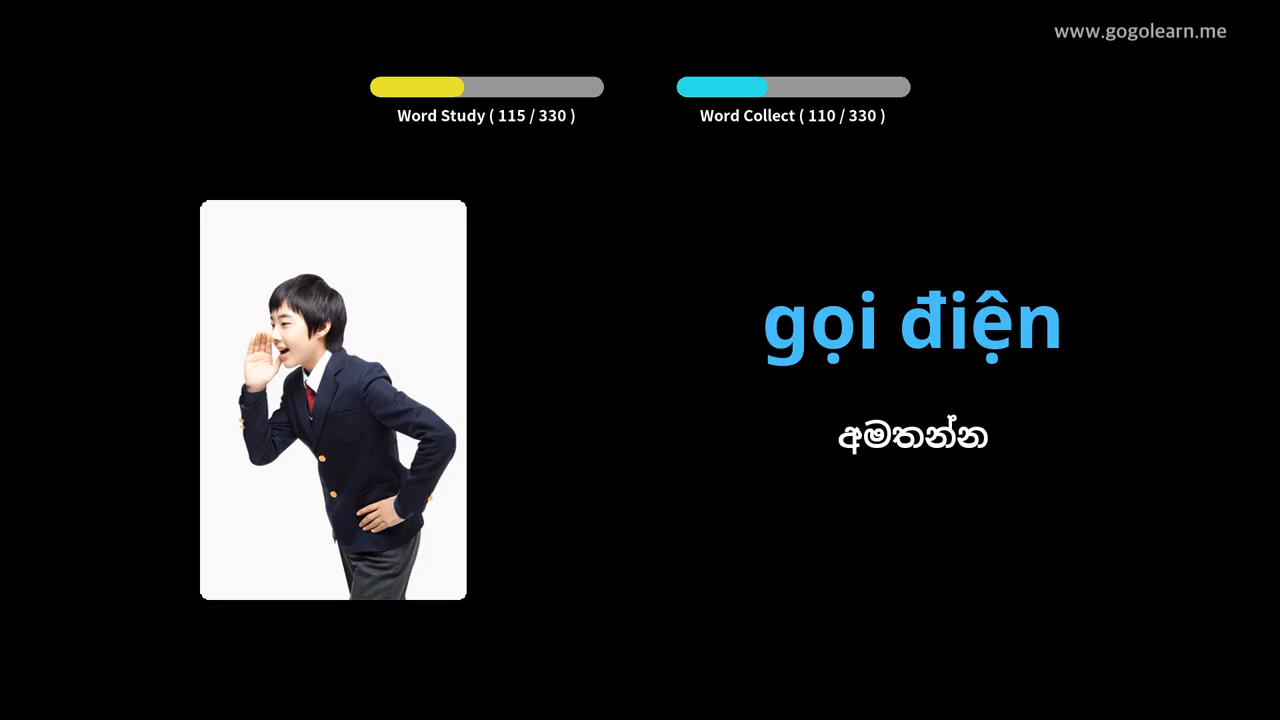 www.gogolearn.me
Word Study ( 115 / 330 )
Word Collect ( 110 / 330 )
gọi điện
අමතන්න